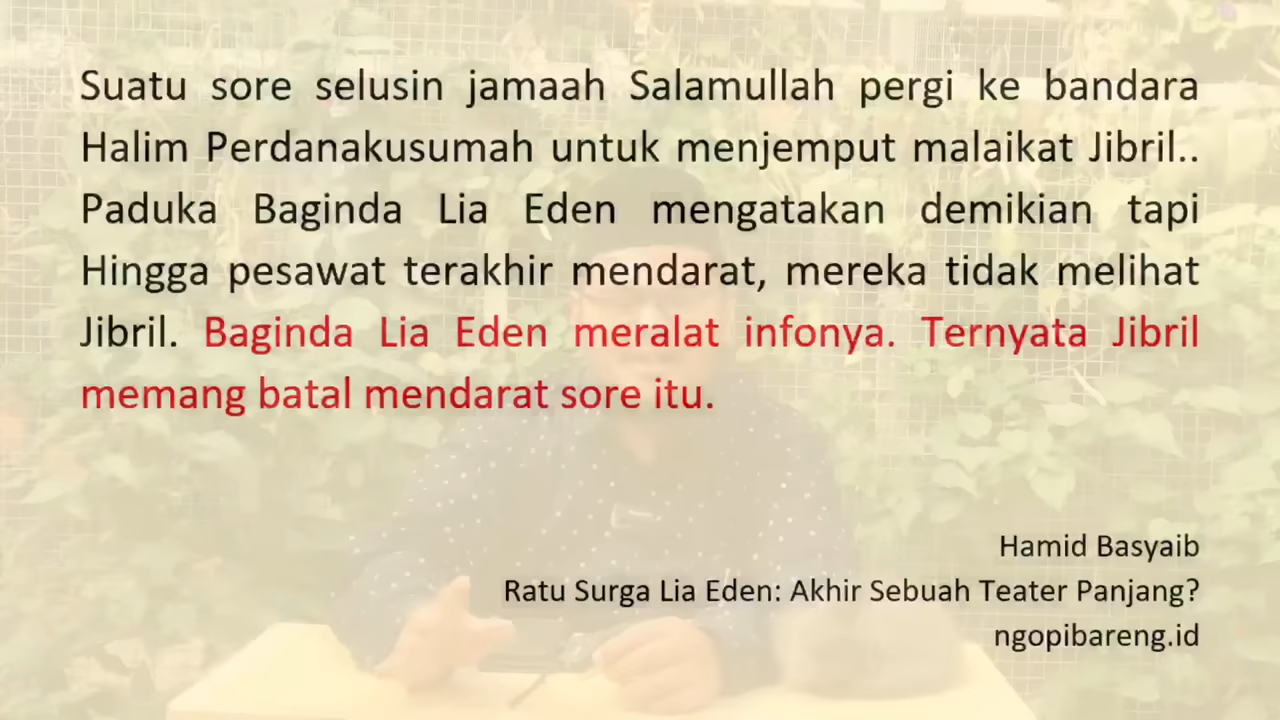 Suatu sore selusin jamaah Salamullah pergi ke bandara
Halim Perdanakusumah untuk menjemput malaikat Jibril..
Paduka Baginda Lia Eden mengatakan demikian tapi
Hingga pesawat terakhir mendarat, mereka tidak melihat
Jibril. Baginda Lia Eden meralat infonya. Ternyata Jibril
memang batal mendarat sore itu.
Hamid Basyaib
Ratu Surga Lia Eden: Akhir Sebuah Teater Panjang?
ngopibareng.id